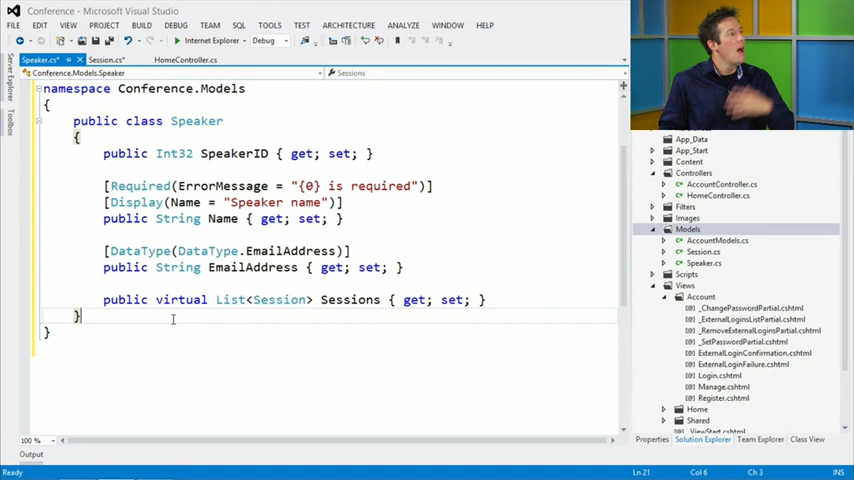 Conference - Microsoft Visual Studio
FILE EDIT VIEW PROJECT BUILD DEBUG TEAM SQL TOOLS TEST ARCHITECTURE ANALYZE WINDOW HELP
Internet Explorer Debug
Speaker.cs* Session.cs* HomeController.cs
Conference.Models.Speaker Sessions
Server Explorer
Toolbox
namespace Conference.Models
{
public class Speaker
{
public Int32 SpeakerID { get; set; }
[Required(ErrorMessage = "{0} is required")]
[Display(Name = "Speaker name")]
public String Name { get; set; }
[DataType(DataType.EmailAddress)]
public String EmailAddress { get; set; }
public virtual List<Session> Sessions { get; set; }
}
}
100 %
Output
App_Data
App_Start
Content
Controllers
AccountController.cs
HomeController.cs
Filters
Images
Models
AccountModels.cs
Session.cs
Speaker.cs
Scripts
Views
Account
_ChangePasswordPartial.cshtml
_ExternalLoginsListPartial.cshtml
_RemoveExternalLoginsPartial.cshtml
_SetPasswordPartial.cshtml
ExternalLoginConfirmation.cshtml
ExternalLoginFailure.cshtml
Login.cshtml
Manage.cshtml
Register.cshtml
Home
Shared
_ViewStart.cshtml
Properties Solution Explorer Team Explorer Class View
Ready Ln 21 Col 6 Ch 3 INS